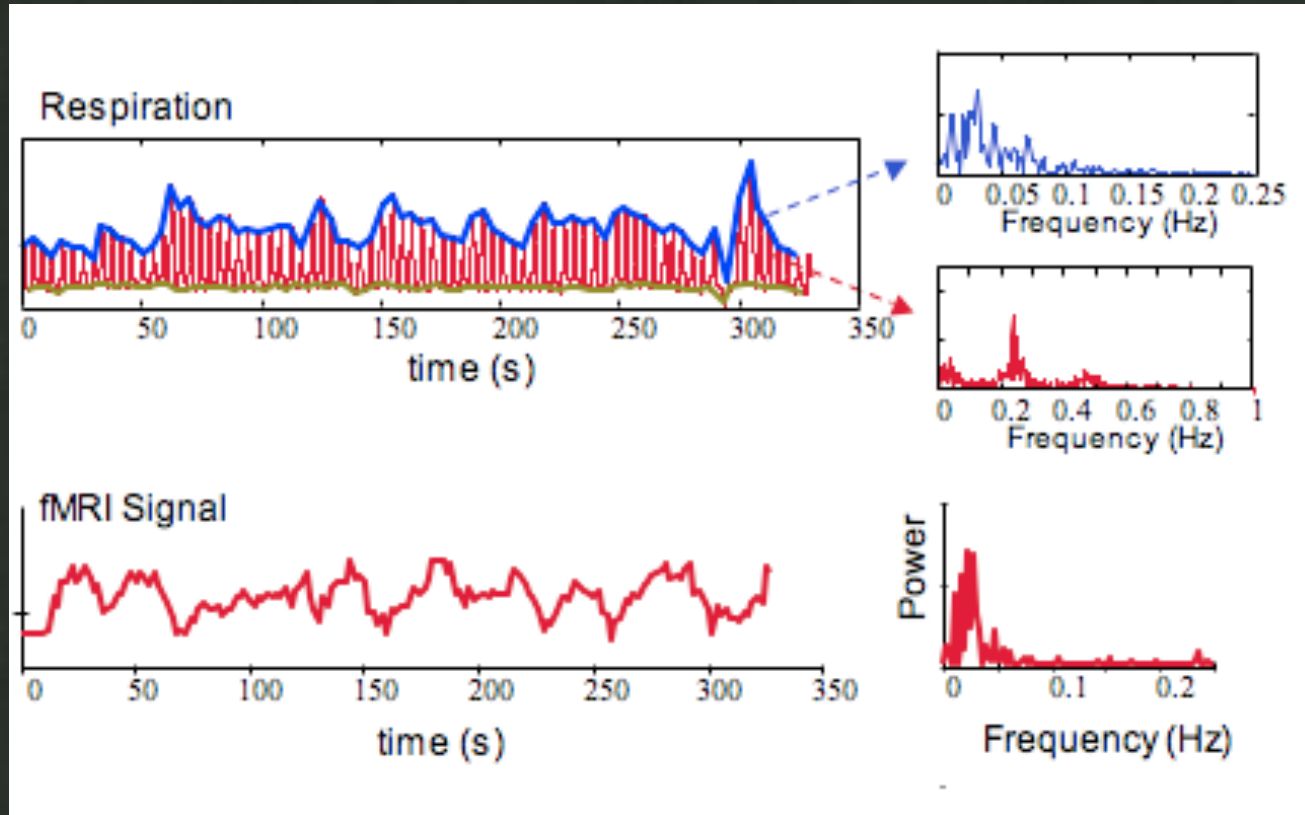 Respiration
0 0.05 0.1 0.15 0.2 0.25
Frequency (Hz)
0 50 100 150 200 250 300 350
time (s)
0 0.2 0.4 0.6 0.8 1
Frequency (Hz)
fMRI Signal
Power
0 50 100 150 200 250 300 350
time (s)
0 0.1 0.2
Frequency (Hz)